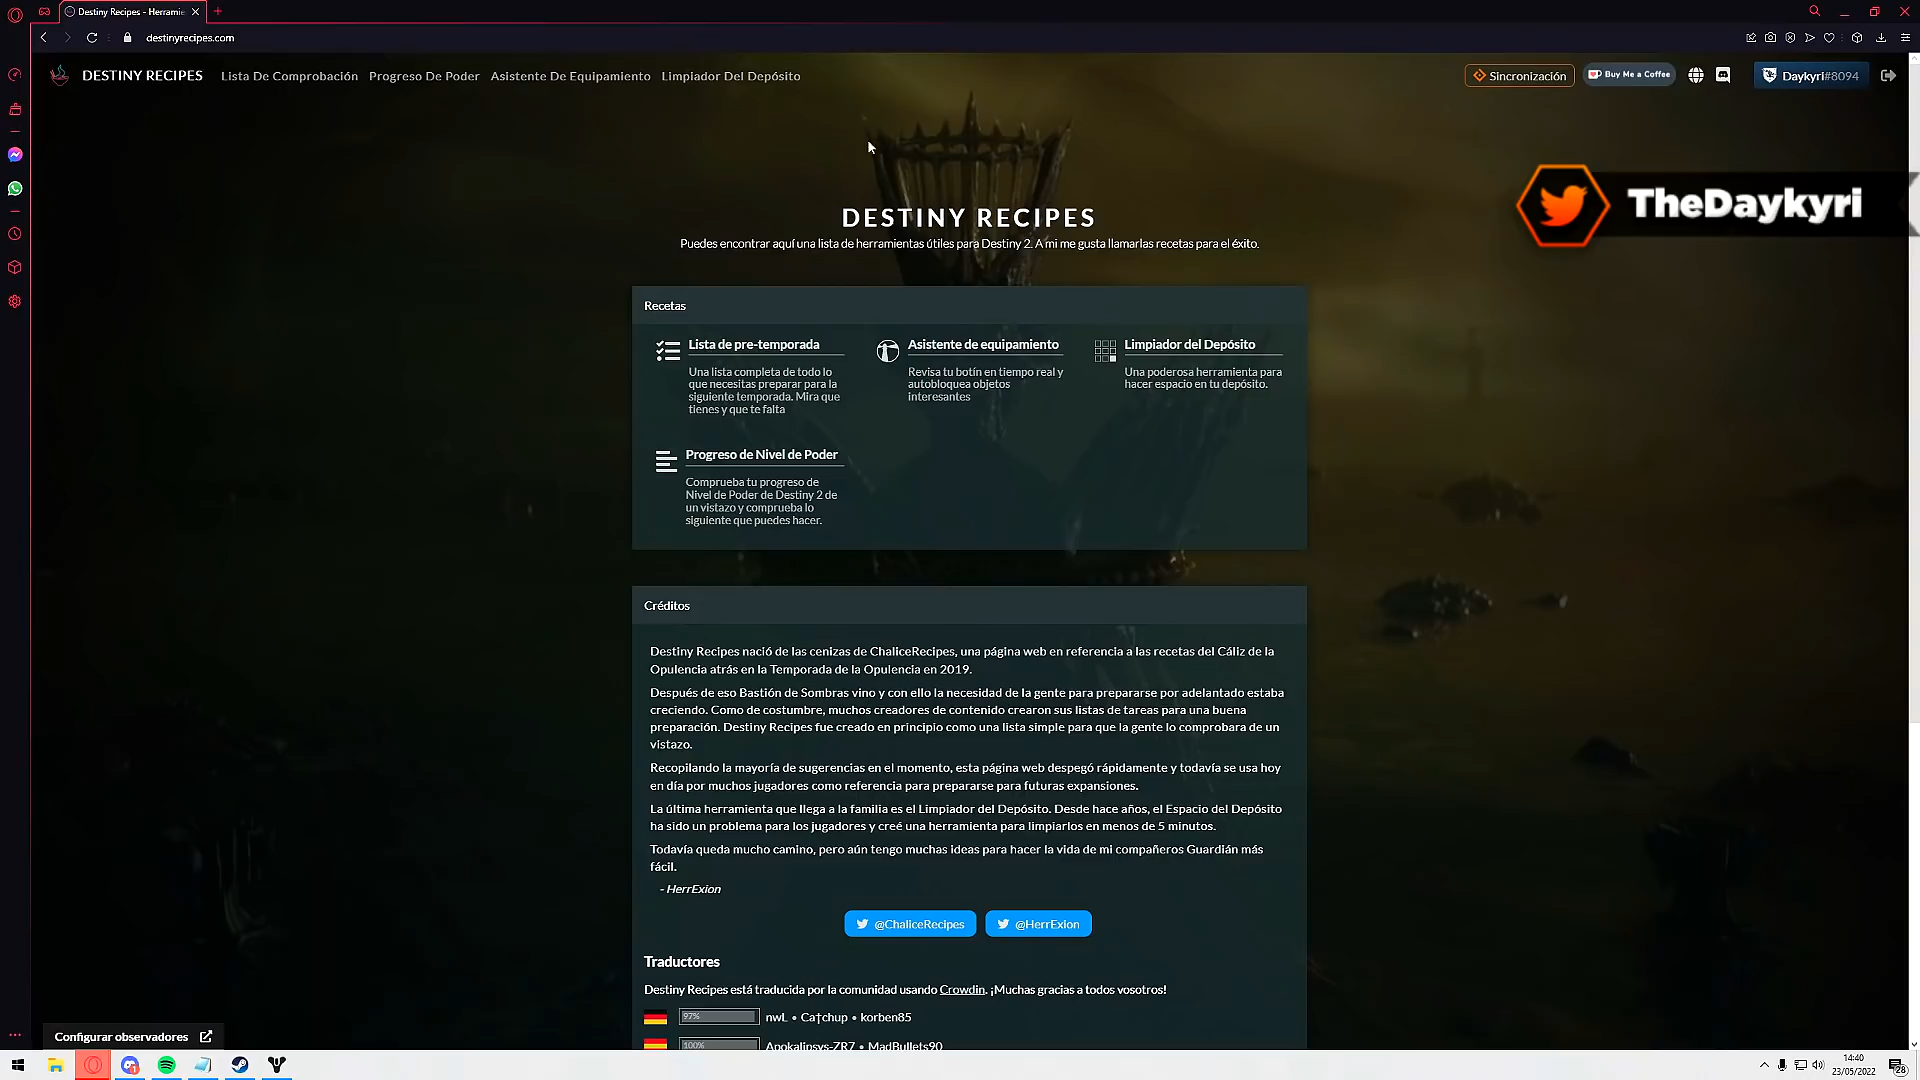 Destiny Recipes - Herramie
destinyrecipes.com
DESTINY RECIPES Lista De Comprobación Progreso De Poder Asistente De Equipamiento Limpiador Del Depósito Sincronización Buy Me a Coffee Daykyri#8094
TheDaykyri
DESTINY RECIPES
Puedes encontrar aquí una lista de herramientas útiles para Destiny 2. A mi me gusta llamarlas recetas para el éxito.
Recetas
Lista de pre-temporada
Una lista completa de todo lo
que necesitas preparar para la
siguiente temporada. Mira que
tienes y que te falta
Asistente de equipamiento
Revisa tu botín en tiempo real y
autobloquea objetos
interesantes
Limpiador del Depósito
Una poderosa herramienta para
hacer espacio en tu depósito.
Progreso de Nivel de Poder
Comprueba tu progreso de
Nivel de Poder de Destiny 2 de
un vistazo y comprueba lo
siguiente que puedes hacer.
Créditos
Destiny Recipes nació de las cenizas de ChaliceRecipes, una página web en referencia a las recetas del Cáliz de la
Opulencia atrás en la Temporada de la Opulencia en 2019.
Después de eso Bastión de Sombras vino y con ello la necesidad de la gente para prepararse por adelantado estaba
creciendo. Como de costumbre, muchos creadores de contenido crearon sus listas de tareas para una buena
preparación. Destiny Recipes fue creado en principio como una lista simple para que la gente lo comprobara de un
vistazo.
Recopilando la mayoría de sugerencias en el momento, esta página web despegó rápidamente y todavía se usa hoy
en día por muchos jugadores como referencia para prepararse para futuras expansiones.
La última herramienta que llega a la familia es el Limpiador del Depósito. Desde hace años, el Espacio del Depósito
ha sido un problema para los jugadores y creé una herramienta para limpiarlos en menos de 5 minutos.
Todavía queda mucho camino, pero aún tengo muchas ideas para hacer la vida de mi compañeros Guardián más
fácil.
- HerrExion
@ChaliceRecipes @HerrExion
Traductores
Destiny Recipes está traducida por la comunidad usando Crowdin. ¡Muchas gracias a todos vosotros!
97% nwL • Ca†chup • korben85
100% Apokalipsys-ZR7 • MadBullets90
Configurar observadores
14:40
23/05/2022
28